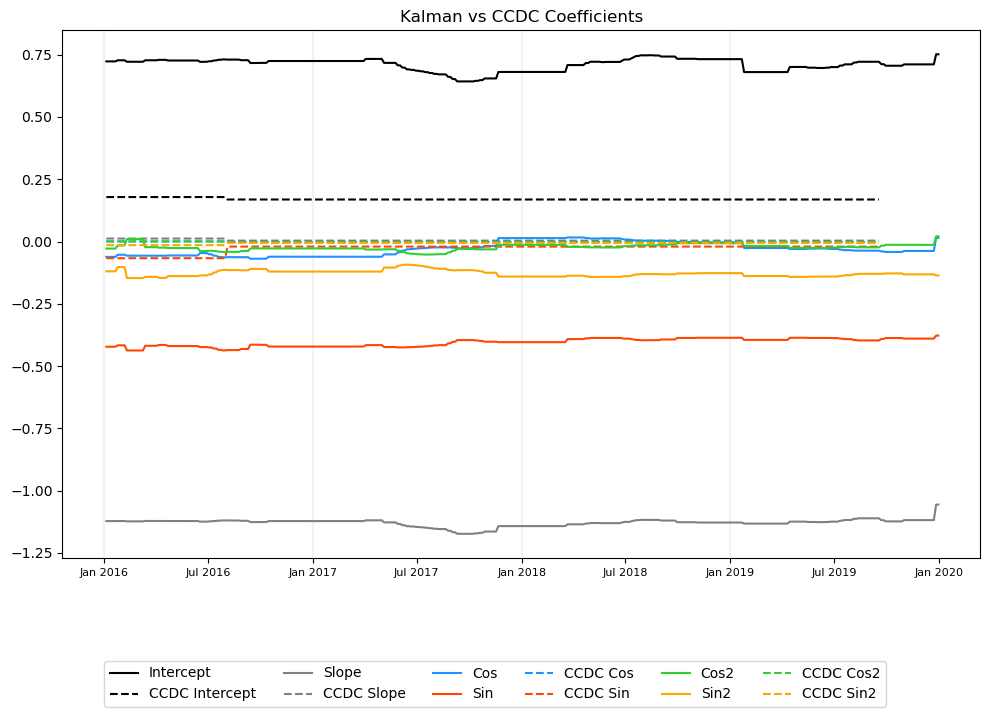 Kalman vs CCDC Coefficients
0.75
0.50
0.25
0.00
−0.25
−0.50
−0.75
−1.00
−1.25
Jan 2016 Jul 2016 Jan 2017 Jul 2017 Jan 2018 Jul 2018 Jan 2019 Jul 2019 Jan 2020
Intercept Slope Cos CCDC Cos Cos2 CCDC Cos2
CCDC Intercept CCDC Slope Sin CCDC Sin Sin2 CCDC Sin2